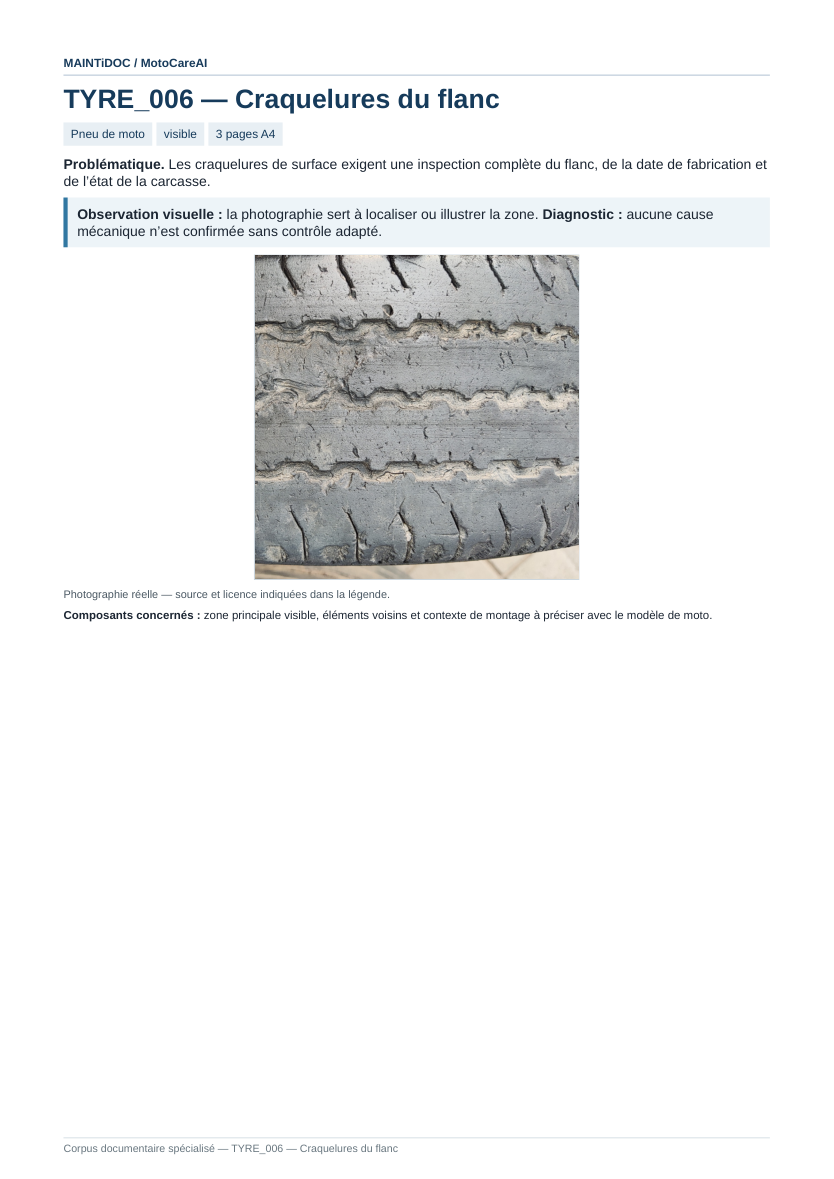 MAINTiDOC / MotoCareAI
TYRE_006 — Craquelures du flanc
Pneu de moto visible 3 pages A4
Problématique. Les craquelures de surface exigent une inspection complète du flanc, de la date de fabrication et
de l’état de la carcasse.
Observation visuelle : la photographie sert à localiser ou illustrer la zone. Diagnostic : aucune cause
mécanique n’est confirmée sans contrôle adapté.
Photographie réelle — source et licence indiquées dans la légende.
Composants concernés : zone principale visible, éléments voisins et contexte de montage à préciser avec le modèle de moto.
Corpus documentaire spécialisé — TYRE_006 — Craquelures du flanc